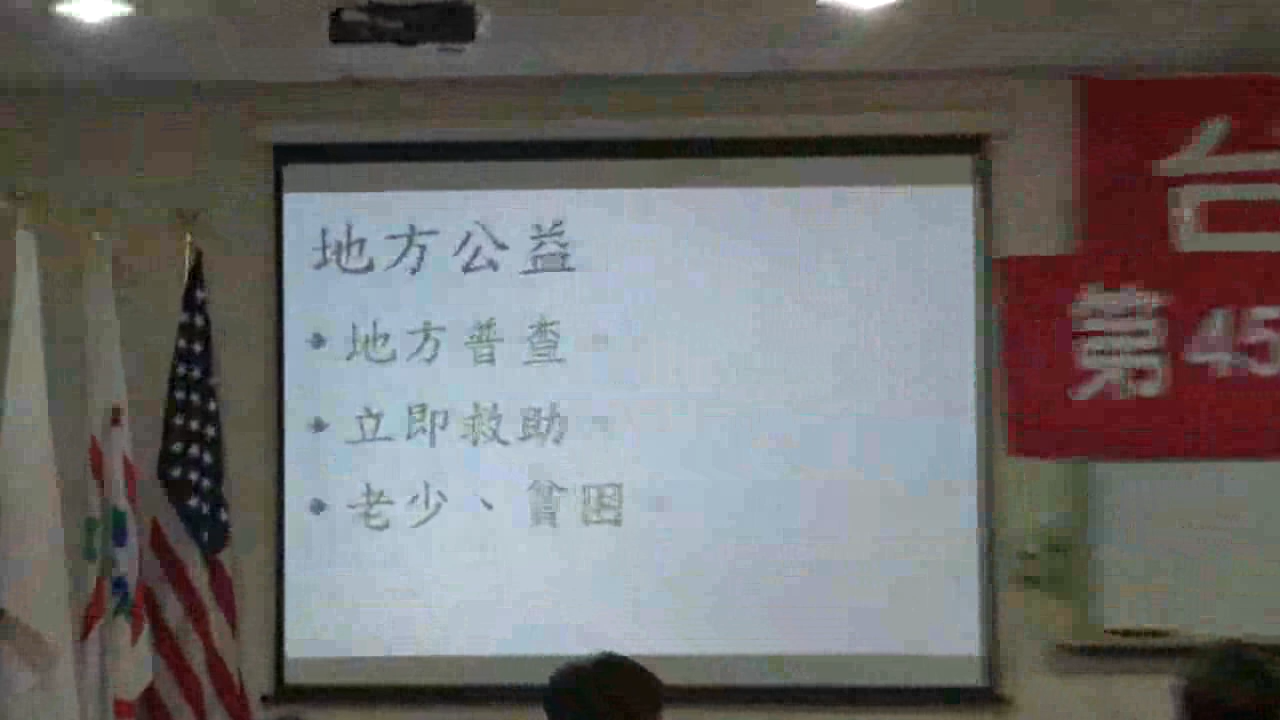 地方公益
• 地方普查
• 立即救助
• 老少、貧困
台
第45